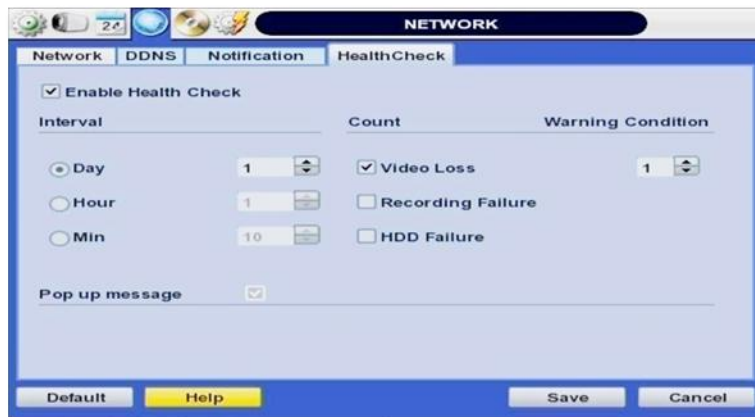 24
NETWORK
Network DDNS Notification HealthCheck
Enable Health Check
Interval Count Warning Condition
Day 1 Video Loss 1
Hour 1 Recording Failure
Min 10 HDD Failure
Pop up message
Default Help Save Cancel